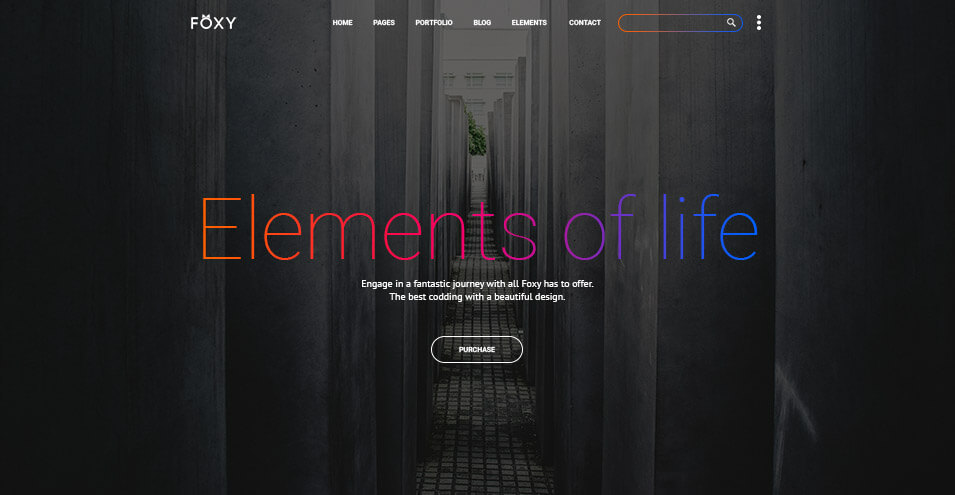 FOXY
HOME PAGES PORTFOLIO BLOG ELEMENTS CONTACT
Elements of life
Engage in a fantastic journey with all Foxy has to offer.
The best codding with a beautiful design.
PURCHASE